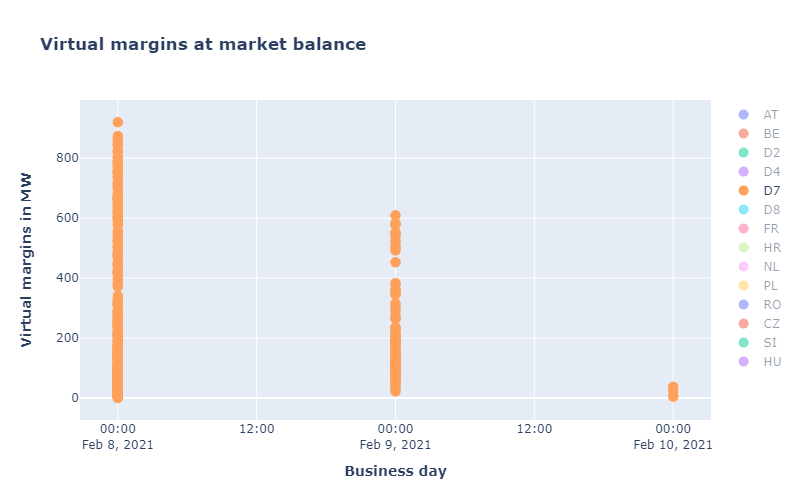 Virtual margins at market balance
Virtual margins in MW
800
600
400
200
0
00:00
Feb 8, 2021
12:00
00:00
Feb 9, 2021
12:00
00:00
Feb 10, 2021
Business day
AT
BE
D2
D4
D7
D8
FR
HR
NL
PL
RO
CZ
SI
HU